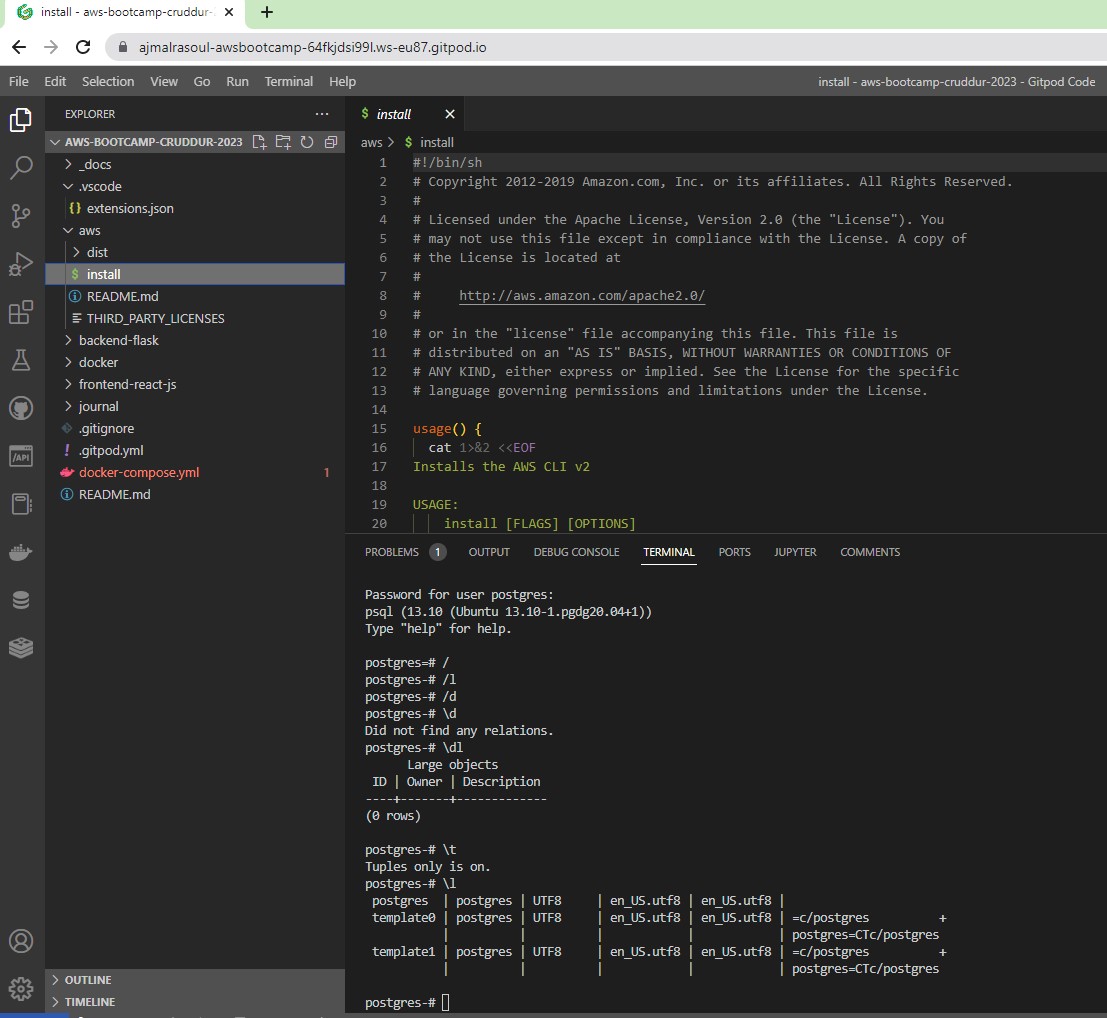 install - aws-bootcamp-cruddur-
ajmalrasoul-awsbootcamp-64fkjdsi99l.ws-eu87.gitpod.io
File Edit Selection View Go Run Terminal Help
install - aws-bootcamp-cruddur-2023 - Gitpod Code
EXPLORER
AWS-BOOTCAMP-CRUDDUR-2023
_docs
.vscode
{} extensions.json
aws
dist
$ install
README.md
THIRD_PARTY_LICENSES
backend-flask
docker
frontend-react-js
journal
.gitignore
! .gitpod.yml
docker-compose.yml 1
README.md
OUTLINE
TIMELINE
/API
$ install
aws > $ install
1 #!/bin/sh
2 # Copyright 2012-2019 Amazon.com, Inc. or its affiliates. All Rights Reserved.
3 #
4 # Licensed under the Apache License, Version 2.0 (the "License"). You
5 # may not use this file except in compliance with the License. A copy of
6 # the License is located at
7 #
8 #     http://aws.amazon.com/apache2.0/
9 #
10 # or in the "license" file accompanying this file. This file is
11 # distributed on an "AS IS" BASIS, WITHOUT WARRANTIES OR CONDITIONS OF
12 # ANY KIND, either express or implied. See the License for the specific
13 # language governing permissions and limitations under the License.
14
15 usage() {
16   cat 1>&2 <<EOF
17 Installs the AWS CLI v2
18
19 USAGE:
20     install [FLAGS] [OPTIONS]
PROBLEMS 1 OUTPUT DEBUG CONSOLE TERMINAL PORTS JUPYTER COMMENTS
Password for user postgres:
psql (13.10 (Ubuntu 13.10-1.pgdg20.04+1))
Type "help" for help.
postgres=# /
postgres-# /l
postgres-# /d
postgres-# \d
Did not find any relations.
postgres-# \dl
      Large objects
 ID | Owner | Description
----+-------+-------------
(0 rows)
postgres-# \t
Tuples only is on.
postgres-# \l
 postgres  | postgres | UTF8     | en_US.utf8 | en_US.utf8 |
 template0 | postgres | UTF8     | en_US.utf8 | en_US.utf8 | =c/postgres          +
           |          |          |            |            | postgres=CTc/postgres
 template1 | postgres | UTF8     | en_US.utf8 | en_US.utf8 | =c/postgres          +
           |          |          |            |            | postgres=CTc/postgres
postgres-#